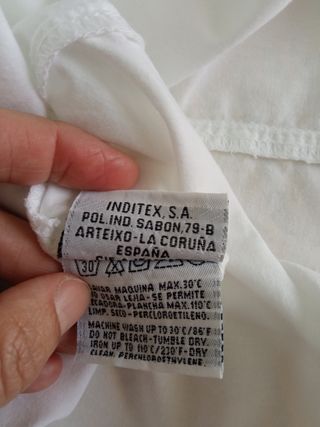 INDITEX, S.A.
POL.IND. SABON,79-B
ARTEIXO-LA CORUÑA
ESPAÑA
30
MAQUINA MAX.30°C
USAR LEJIA-SE PERMITE
PLANCHA MAX.110°C
LIMP. SECO-PERCLOROETILENO.
MACHINE WASH UP TO 30°C/86°F
DO NOT BLEACH-TUMBLE DRY
IRON UP TO 110°C/230°F-DRY
CLEAN, PERCHLOROETHYLENE.